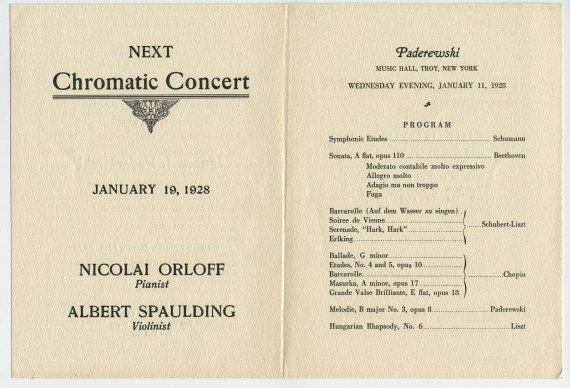 NEXT
Chromatic Concert
JANUARY 19, 1928
NICOLAI ORLOFF
Pianist
ALBERT SPAULDING
Violinist
Paderewski
MUSIC HALL, TROY, NEW YORK
WEDNESDAY EVENING, JANUARY 11, 1928
PROGRAM
Symphonic Etudes Schumann
Sonata, A flat, opus 110 Beethoven
Moderato contabile molto expressivo
Allegro molto
Adagio ma non troppo
Fuga
Barcarolle (Auf dem Wasser zu singen)
Soiree de Vienne
Serenade, "Hark, Hark"
Erlking
Schubert-Liszt
Ballade, G minor
Etudes, No. 4 and 5, opus 10
Barcarolle
Mazurka, A minor, opus 17
Grande Valse Brilliante, E flat, opus 18
Chopin
Melodie, B major No. 3, opus 8 Paderewski
Hungarian Rhapsody, No. 6 Liszt